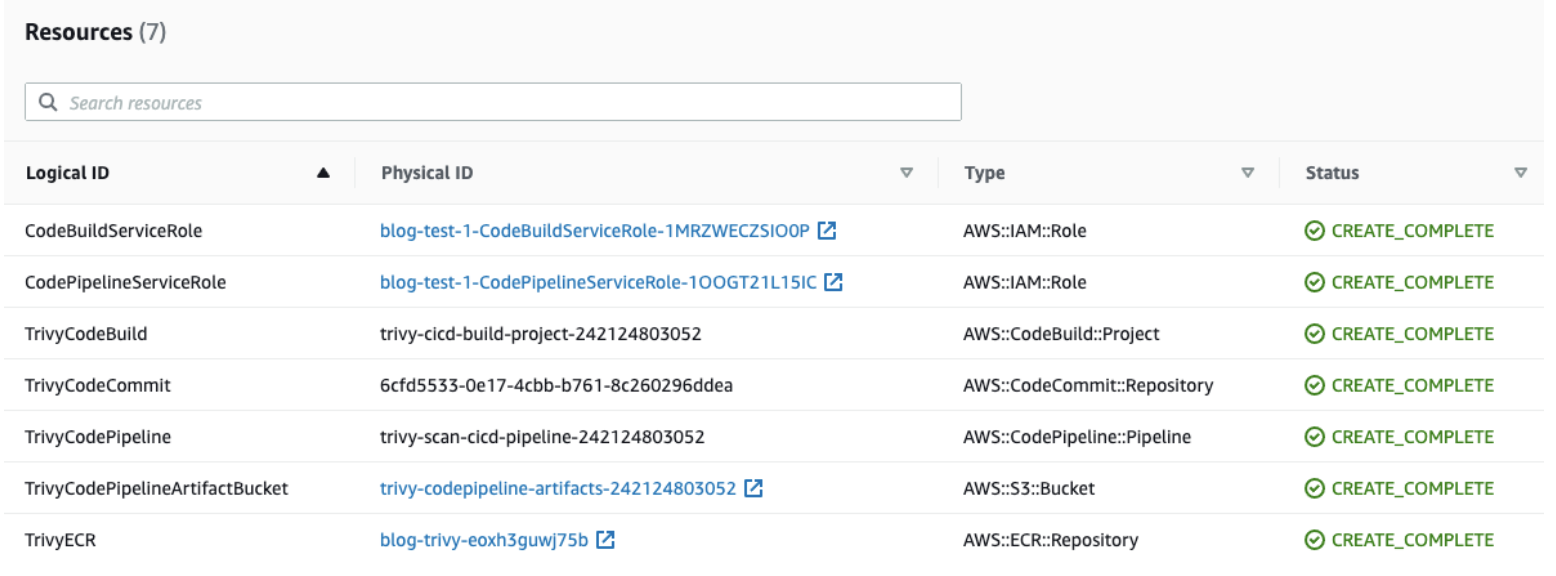 Resources (7)
Search resources
Logical ID Physical ID Type Status
CodeBuildServiceRole blog-test-1-CodeBuildServiceRole-1MRZWECZSIO0P AWS::IAM::Role CREATE_COMPLETE
CodePipelineServiceRole blog-test-1-CodePipelineServiceRole-1OOGT21L15IC AWS::IAM::Role CREATE_COMPLETE
TrivyCodeBuild trivy-cicd-build-project-242124803052 AWS::CodeBuild::Project CREATE_COMPLETE
TrivyCodeCommit 6cfd5533-0e17-4cbb-b761-8c260296ddea AWS::CodeCommit::Repository CREATE_COMPLETE
TrivyCodePipeline trivy-scan-cicd-pipeline-242124803052 AWS::CodePipeline::Pipeline CREATE_COMPLETE
TrivyCodePipelineArtifactBucket trivy-codepipeline-artifacts-242124803052 AWS::S3::Bucket CREATE_COMPLETE
TrivyECR blog-trivy-eoxh3guwj75b AWS::ECR::Repository CREATE_COMPLETE